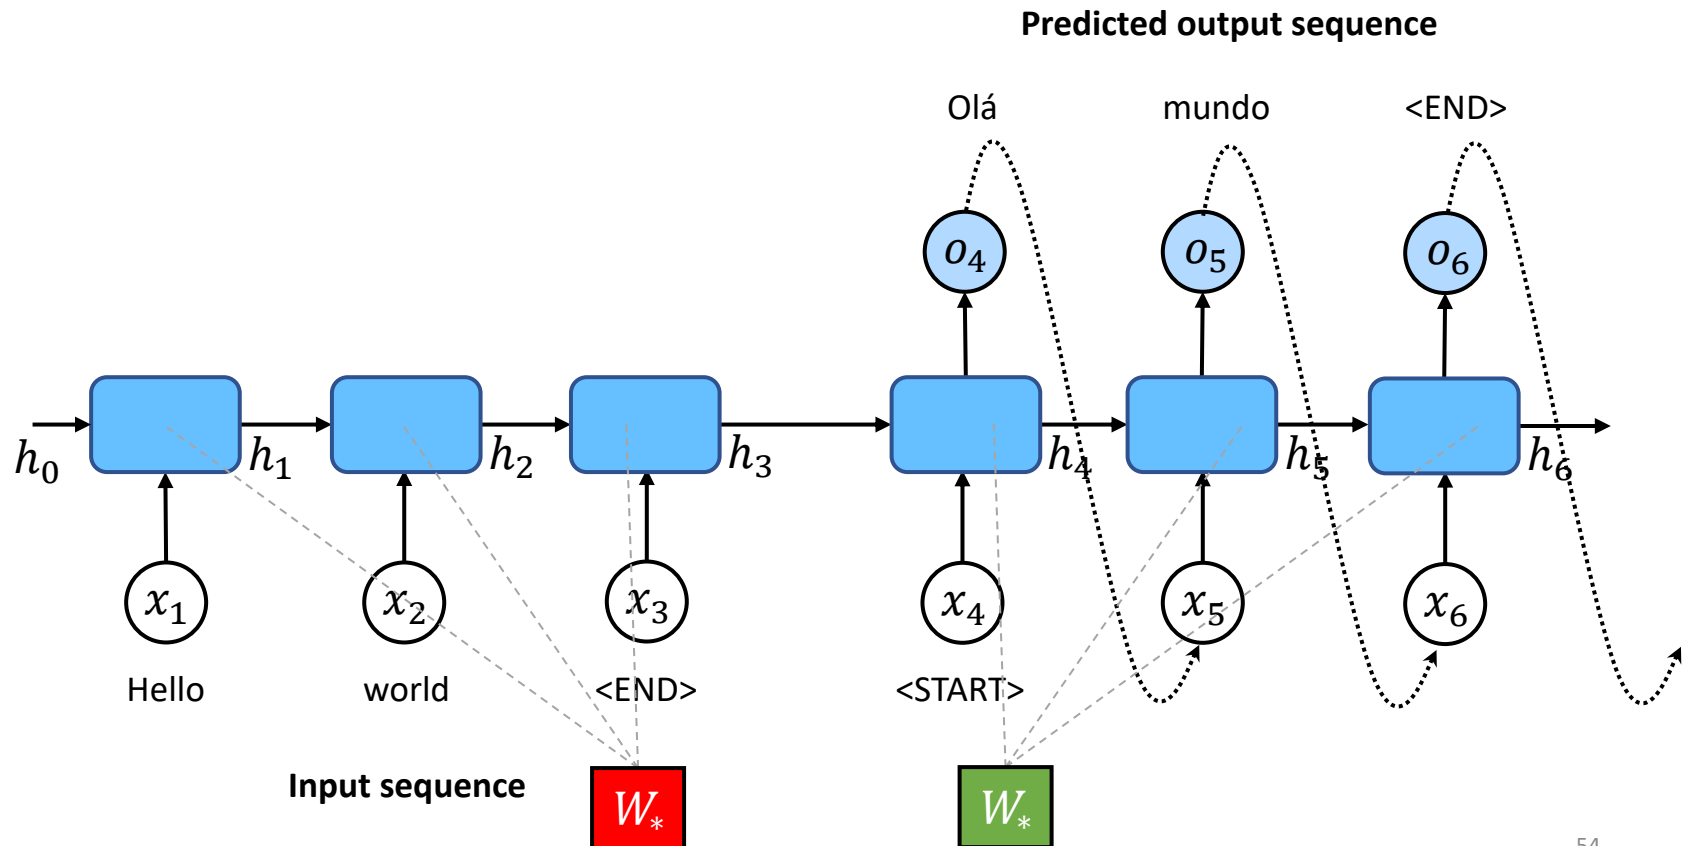 Predicted output sequence
Olá mundo <END>
o₄ o₅ o₆
h₀ h₁ h₂ h₃ h₄ h₅ h₆
x₁ x₂ x₃ x₄ x₅ x₆
Hello world <END> <START>
Input sequence
W* W*
54